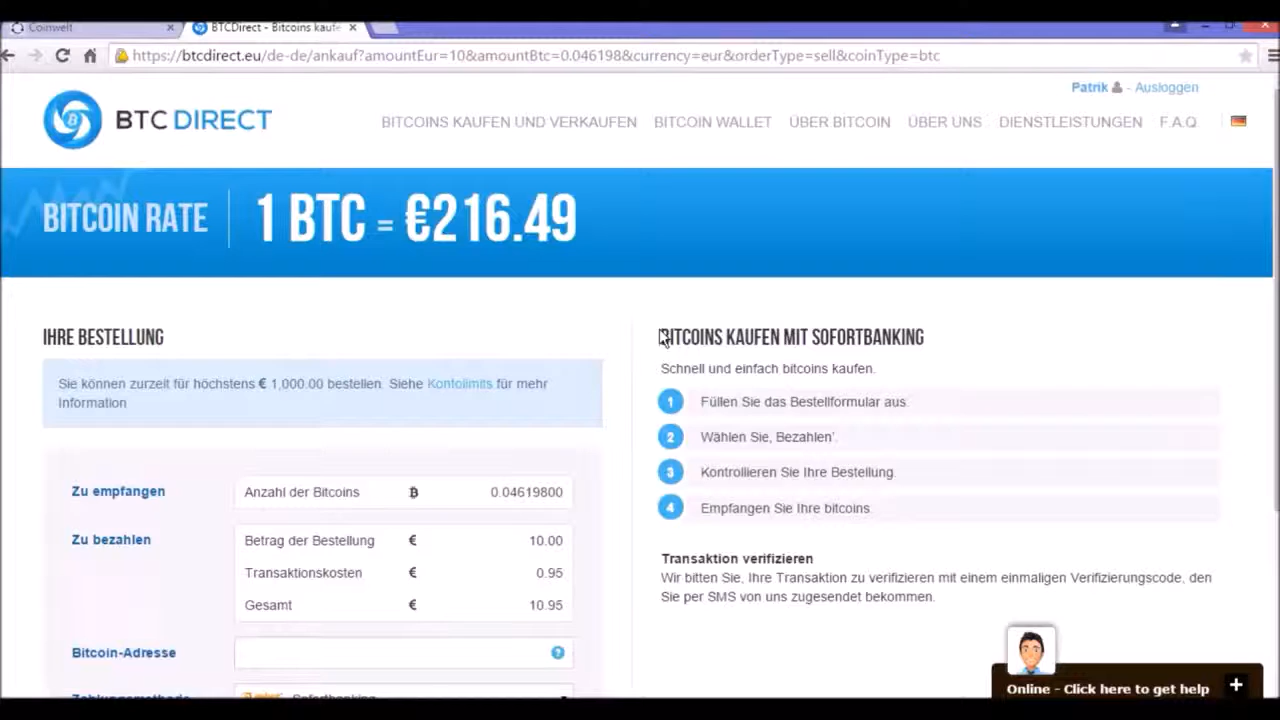 Coinwelt
BTCDirect - Bitcoins kaufe
https://btcdirect.eu/de-de/ankauf?amountEur=10&amountBtc=0.046198&currency=eur&orderType=sell&coinType=btc
Patrik - Ausloggen
BTC DIRECT
BITCOINS KAUFEN UND VERKAUFEN BITCOIN WALLET ÜBER BITCOIN ÜBER UNS DIENSTLEISTUNGEN F.A.Q.
BITCOIN RATE 1 BTC = €216.49
IHRE BESTELLUNG
Sie können zurzeit für höchstens € 1,000.00 bestellen. Siehe Kontolimits für mehr
Information
Zu empfangen Anzahl der Bitcoins Ƀ 0.04619800
Zu bezahlen Betrag der Bestellung € 10.00
Transaktionskosten € 0.95
Gesamt € 10.95
Bitcoin-Adresse ?
Zahlungsmethode Sofortbanking
BITCOINS KAUFEN MIT SOFORTBANKING
Schnell und einfach bitcoins kaufen.
1 Füllen Sie das Bestellformular aus.
2 Wählen Sie, Bezahlen'.
3 Kontrollieren Sie Ihre Bestellung.
4 Empfangen Sie Ihre bitcoins.
Transaktion verifizieren
Wir bitten Sie, Ihre Transaktion zu verifizieren mit einem einmaligen Verifizierungscode, den
Sie per SMS von uns zugesendet bekommen.
Online - Click here to get help +